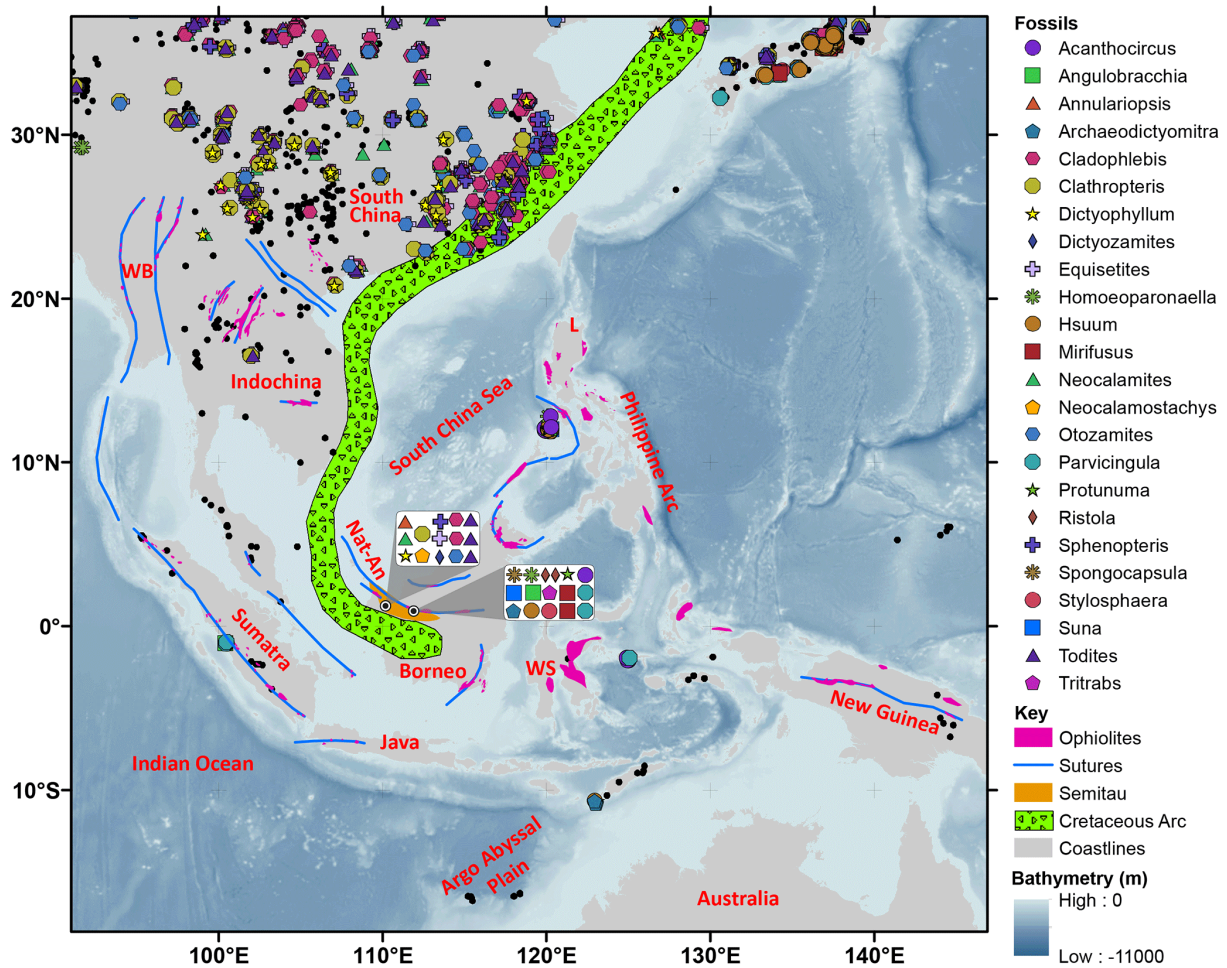 30°N
20°N
10°N
0°
10°S
100°E
110°E
120°E
130°E
140°E
South
China
WB
Indochina
South China Sea
L
Philippine Arc
Nat-An
Sumatra
Borneo
WS
New Guinea
Java
Indian Ocean
Argo Abyssal
Plain
Australia
Fossils
Acanthocircus
Angulobracchia
Annulariopsis
Archaeodictyomitra
Cladophlebis
Clathropteris
Dictyophyllum
Dictyozamites
Equisetites
Homoeoparonaella
Hsuum
Mirifusus
Neocalamites
Neocalamostachys
Otozamites
Parvicingula
Protunuma
Ristola
Sphenopteris
Spongocapsula
Stylosphaera
Suna
Todites
Tritrabs
Key
Ophiolites
Sutures
Semitau
Cretaceous Arc
Coastlines
Bathymetry (m)
High : 0
Low : -11000